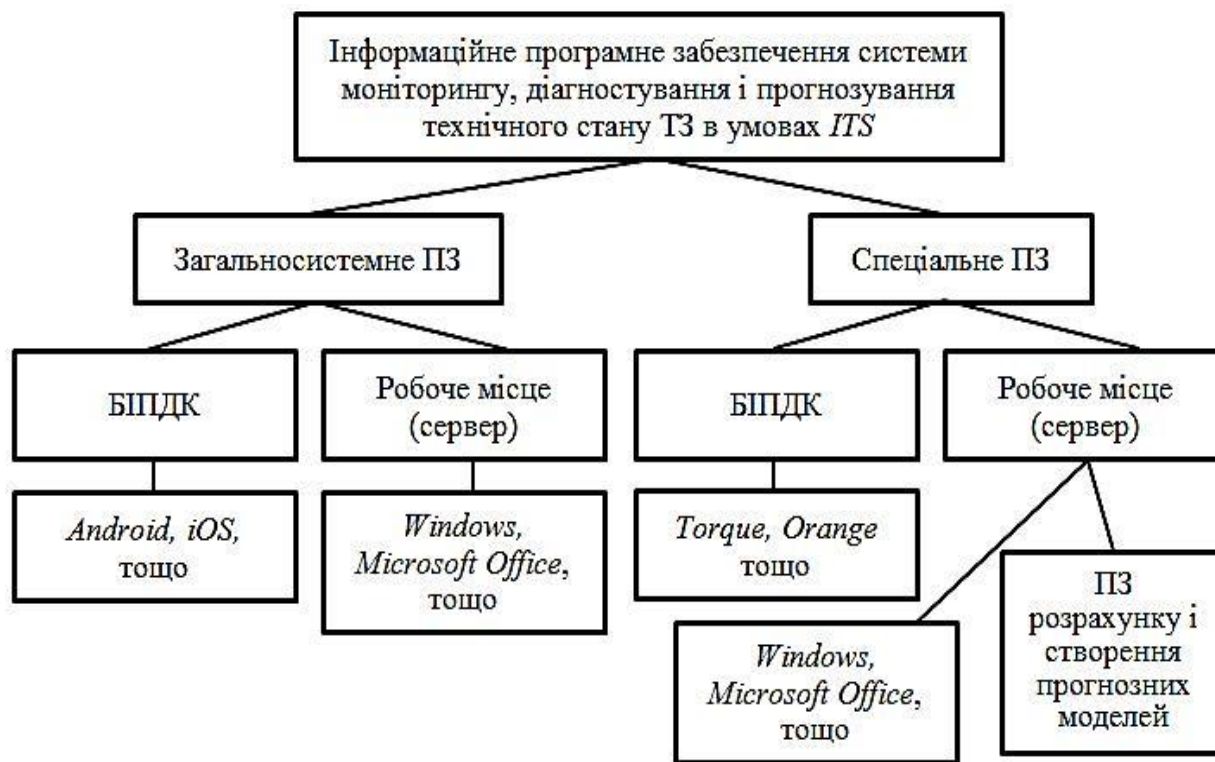 Інформаційне програмне забезпечення системи
моніторингу, діагностування і прогнозування
технічного стану ТЗ в умовах ITS
Загальносистемне ПЗ
Спеціальне ПЗ
БІПДК
Робоче місце
(сервер)
БІПДК
Робоче місце
(сервер)
Android, iOS,
тощо
Windows,
Microsoft Office,
тощо
Torque, Orange
тощо
Windows,
Microsoft Office,
тощо
ПЗ
розрахунку і
створення
прогнозних
моделей